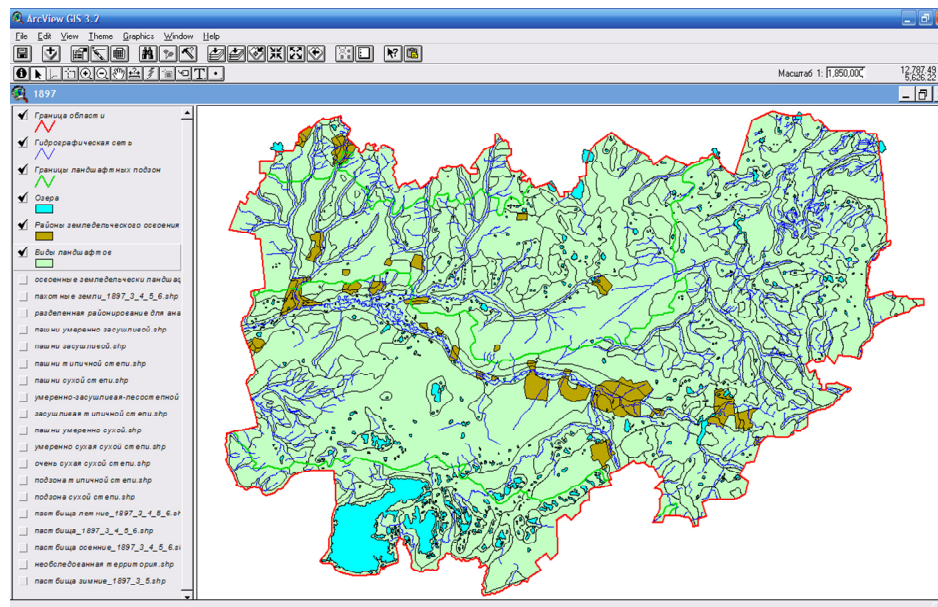 ArcView GIS 3.2
File Edit View Theme Graphics Window Help
Масштаб 1: 1,850,000
12,787.49
5,626.22
1897
Граница области
Гидрографическая сеть
Границы ландшафтных подзон
Озера
Районы земледельческого освоения
Виды ландшафтов
освоенные земледельчески ландшаф
пахотные земли_1897_3_4_5_6.shp
разделенная районирование для ана
пашни умеренно засушливой.shp
пашни засушливой.shp
пашни типичной степи.shp
пашни сухой степи.shp
умеренно-засушливая-лесостепной
засушливая типичной степи.shp
пашни умеренно сухой.shp
умеренно сухая сухой степи.shp
очень сухая сухой степи.shp
подзона типичной степи.shp
подзона сухой степи.shp
пастбища летние_1897_3_4_5_6.sh
пастбища_1897_3_4_5_6.shp
пастбища осенние_1897_3_4_5_6.sh
необследованная территория.shp
пастбища зимние_1897_3_5.shp